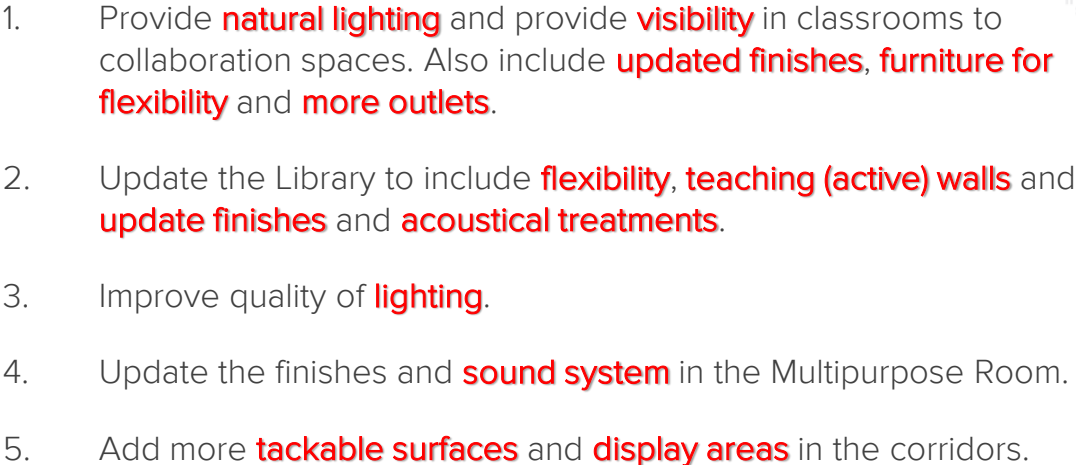 1. Provide natural lighting and provide visibility in classrooms to
collaboration spaces. Also include updated finishes, furniture for
flexibility and more outlets.
2. Update the Library to include flexibility, teaching (active) walls and
update finishes and acoustical treatments.
3. Improve quality of lighting.
4. Update the finishes and sound system in the Multipurpose Room.
5. Add more tackable surfaces and display areas in the corridors.